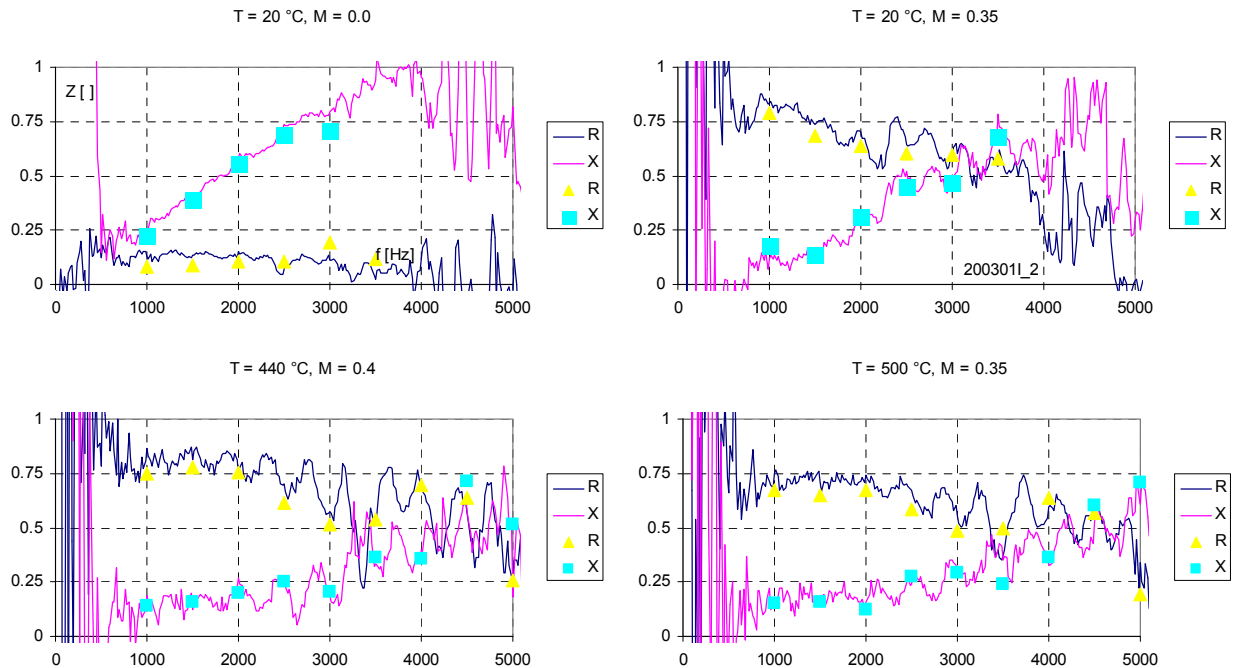 T = 20 °C, M = 0.0
1
0.75
0.5
0.25
0
Z [ ]
f [Hz]
0 1000 2000 3000 4000 5000
R
X
R
X
T = 20 °C, M = 0.35
1
0.75
0.5
0.25
0
200301I_2
0 1000 2000 3000 4000 5000
R
X
R
X
T = 440 °C, M = 0.4
1
0.75
0.5
0.25
0
0 1000 2000 3000 4000 5000
R
X
R
X
T = 500 °C, M = 0.35
1
0.75
0.5
0.25
0
0 1000 2000 3000 4000 5000
R
X
R
X